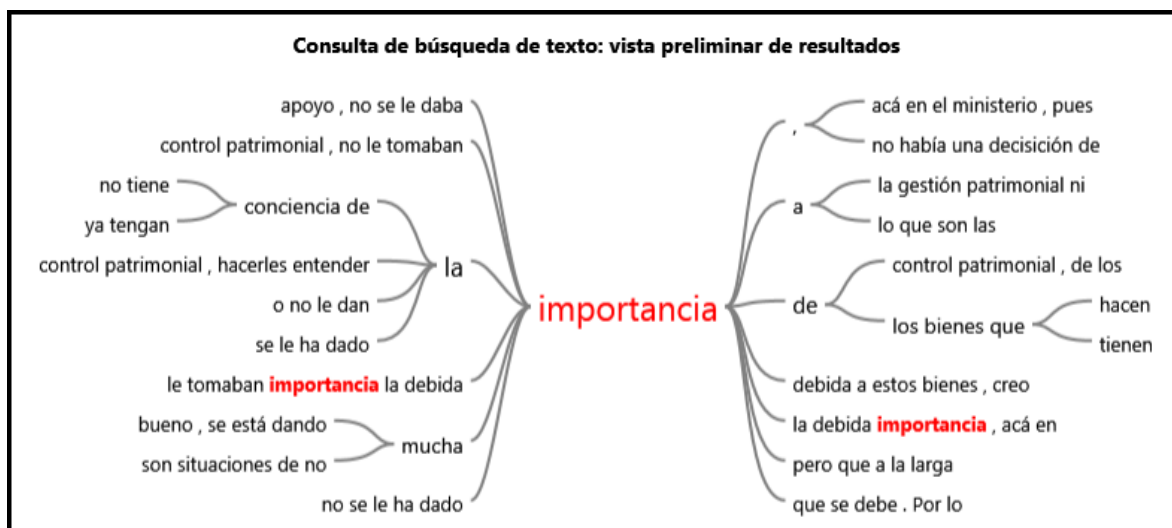 Consulta de búsqueda de texto: vista preliminar de resultados
apoyo , no se le daba
control patrimonial , no le tomaban
no tiene
ya tengan
conciencia de
control patrimonial , hacerles entender
o no le dan
se le ha dado
la
le tomaban importancia la debida
bueno , se está dando
son situaciones de no
mucha
no se le ha dado
importancia
,
acá en el ministerio , pues
no había una decisición de
a
la gestión patrimonial ni
lo que son las
de
control patrimonial , de los
los bienes que
hacen
tienen
debida a estos bienes , creo
la debida importancia , acá en
pero que a la larga
que se debe . Por lo